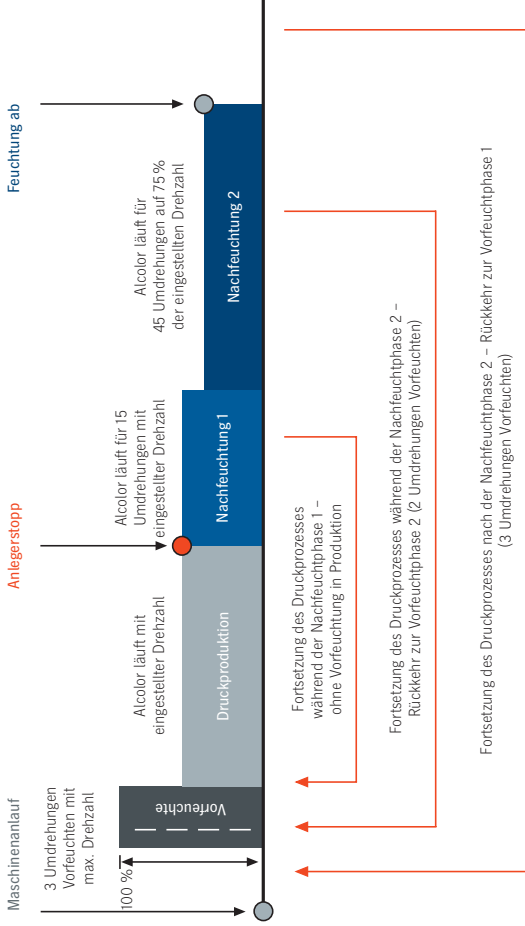 Maschinenanlauf
Anlegerstopp
Feuchtung ab
3 Umdrehungen
Vorfeuchten mit
max. Drehzahl
100 %
Alcolor läuft mit
eingestellter Drehzahl
Alcolor läuft für 15
Umdrehungen mit
eingestellter Drehzahl
Alcolor läuft für
45 Umdrehungen auf 75 %
der eingestellten Drehzahl
Vorfeuchte
Druckproduktion
Nachfeuchtung 1
Nachfeuchtung 2
Fortsetzung des Druckprozesses
während der Nachfeuchtphase 1 –
ohne Vorfeuchtung in Produktion
Fortsetzung des Druckprozesses während der Nachfeuchtphase 2 –
Rückkehr zur Vorfeuchtphase 2 (2 Umdrehungen Vorfeuchten)
Fortsetzung des Druckprozesses nach der Nachfeuchtphase 2 – Rückkehr zur Vorfeuchtphase 1
(3 Umdrehungen Vorfeuchten)